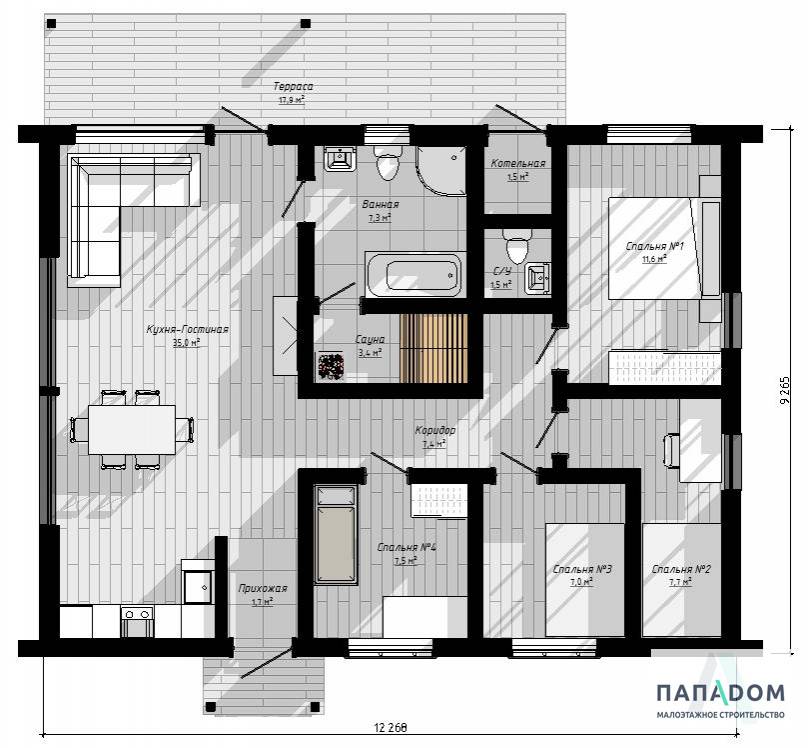 Терраса
17,9 м²
Котельная
1,5 м²
Ванная
7,3 м²
Спальня №1
11,6 м²
С/У
1,5 м²
Кухня-Гостиная
35,0 м²
Сауна
3,4 м²
9 265
Коридор
7,4 м²
Спальня №4
7,5 м²
Спальня №3
7,0 м²
Спальня №2
7,7 м²
Прихожая
1,7 м²
ПАПАДОМ
МАЛОЭТАЖНОЕ СТРОИТЕЛЬСТВО
12 268